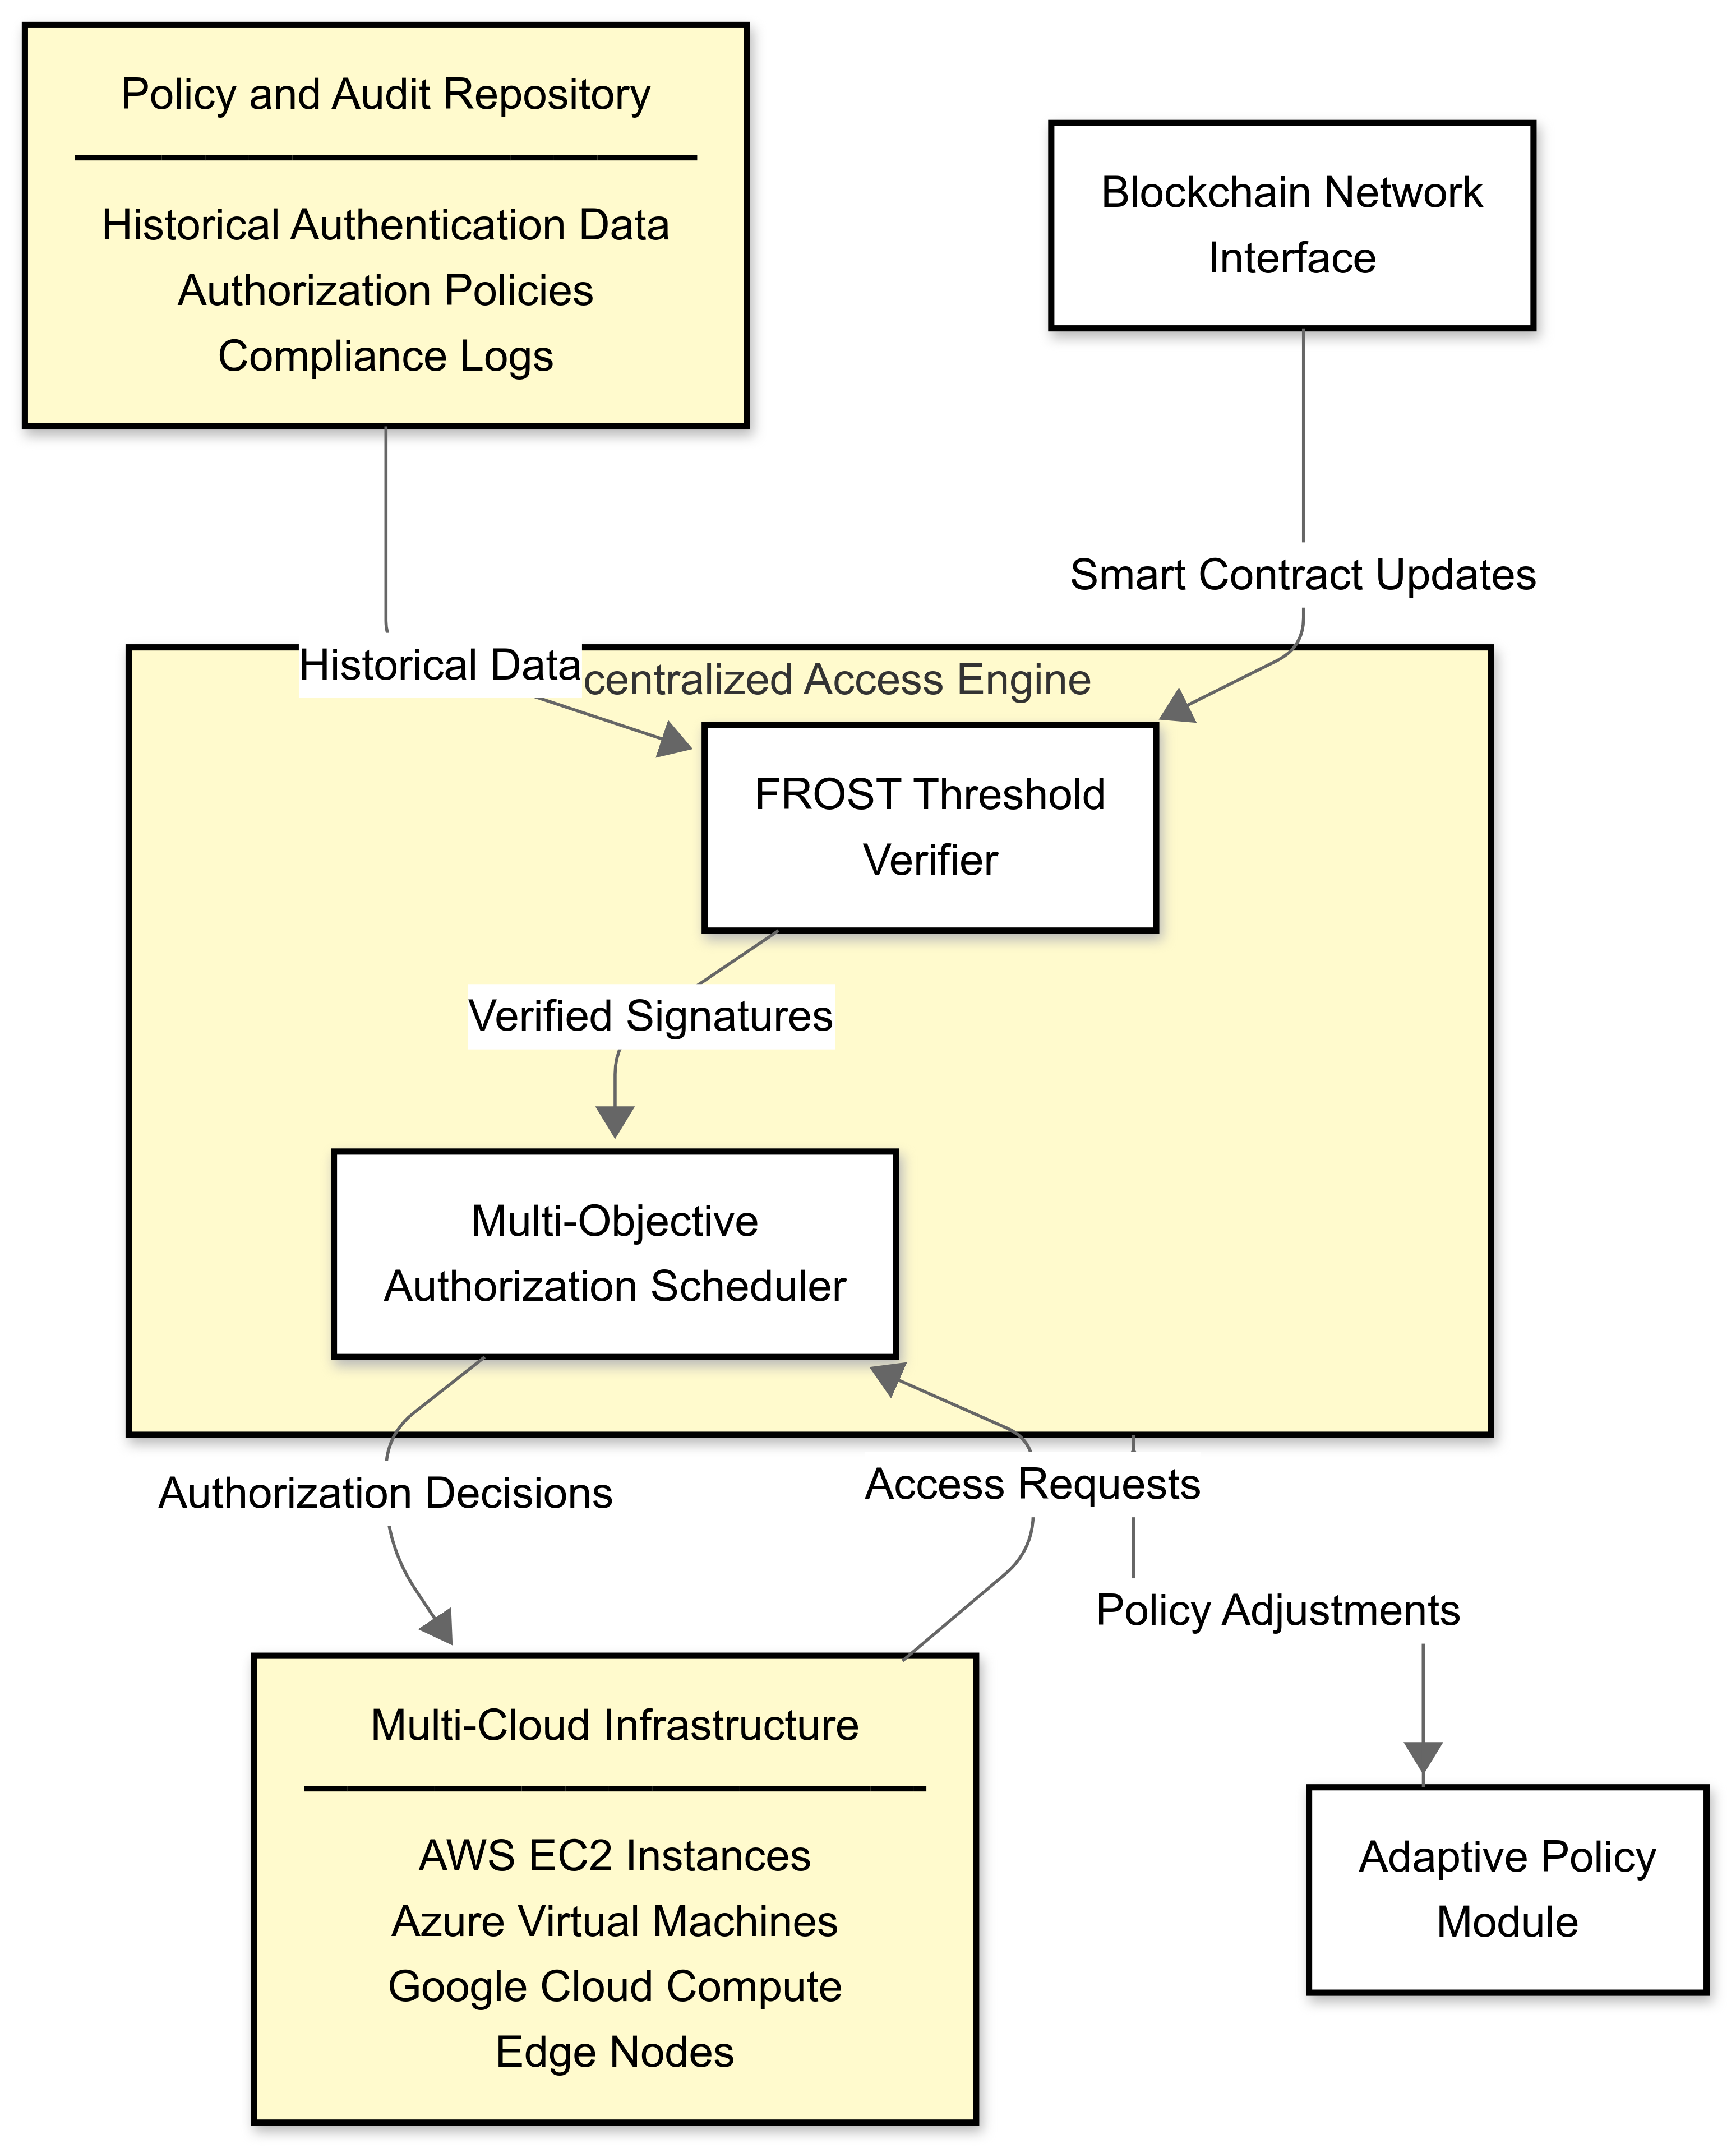 Policy and Audit Repository
Historical Authentication Data
Authorization Policies
Compliance Logs
Blockchain Network
Interface
Smart Contract Updates
Historical Data
centralized Access Engine
FROST Threshold
Verifier
Verified Signatures
Multi-Objective
Authorization Scheduler
Authorization Decisions
Access Requests
Policy Adjustments
Multi-Cloud Infrastructure
AWS EC2 Instances
Azure Virtual Machines
Google Cloud Compute
Edge Nodes
Adaptive Policy
Module